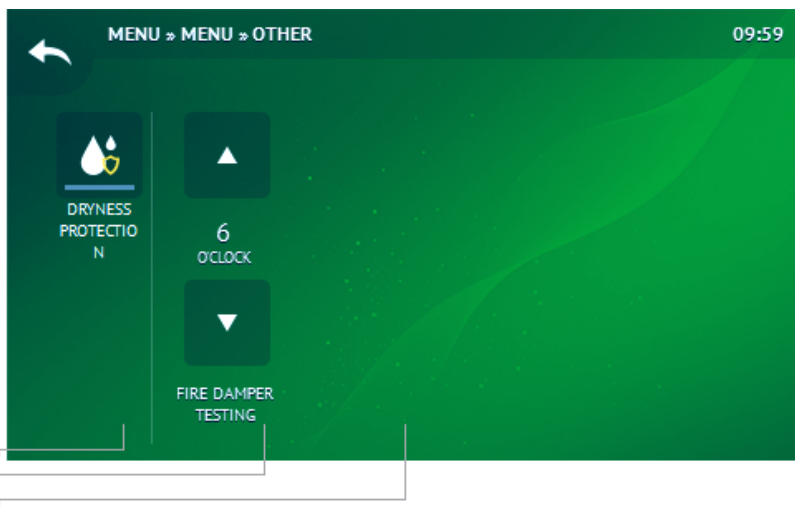 MENU » MENU » OTHER
09:59
DRYNESS
PROTECTIO
N
6
O'CLOCK
FIRE DAMPER
TESTING